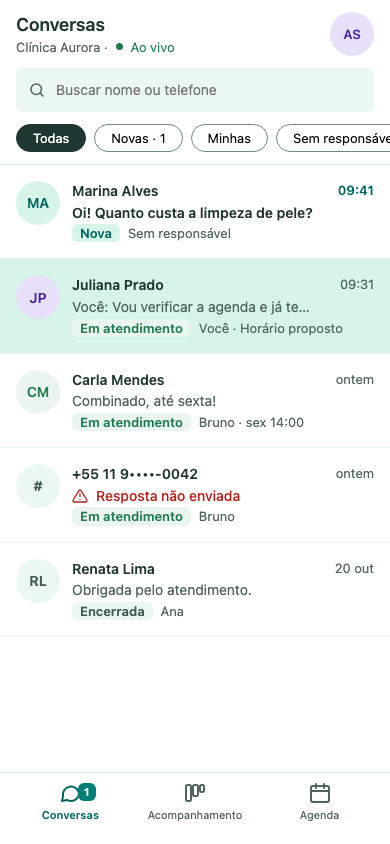 Conversas
Clínica Aurora · Ao vivo
AS
Buscar nome ou telefone
Todas
Novas · 1
Minhas
Sem responsáve
MA
Marina Alves
09:41
Oi! Quanto custa a limpeza de pele?
Nova
Sem responsável
JP
Juliana Prado
09:31
Você: Vou verificar a agenda e já te...
Em atendimento
Você · Horário proposto
CM
Carla Mendes
ontem
Combinado, até sexta!
Em atendimento
Bruno · sex 14:00
#
+55 11 9••••-0042
ontem
Resposta não enviada
Em atendimento
Bruno
RL
Renata Lima
20 out
Obrigada pelo atendimento.
Encerrada
Ana
1
Conversas
Acompanhamento
Agenda